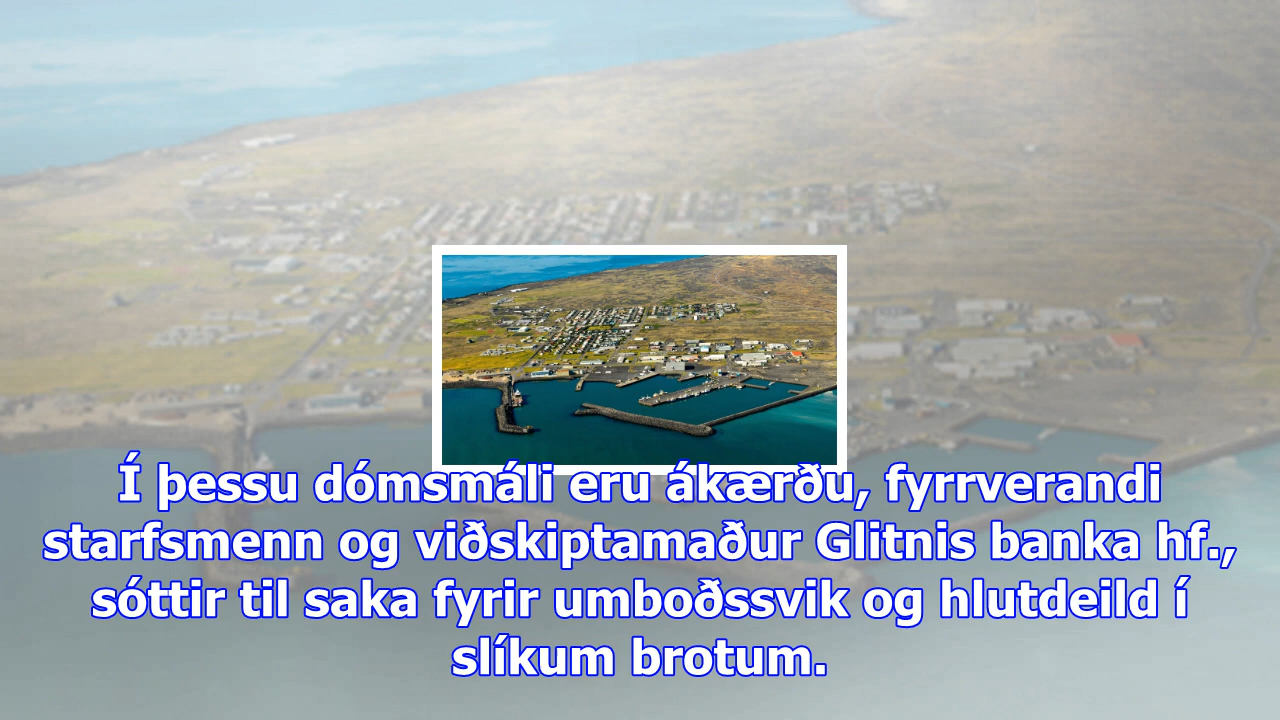 Í þessu dómsmáli eru ákærðu, fyrrverandi
starfsmenn og viðskiptamaður Glitnis banka hf.,
sóttir til saka fyrir umboðssvik og hlutdeild í
slíkum brotum.